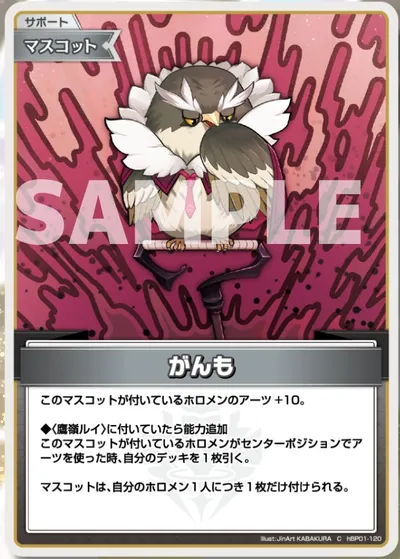 サポート
マスコット
SAMPLE
がんも
このマスコットが付いているホロメンのアーツ+10。
◆〈鷹嶺ルイ〉に付いていたら能力追加
このマスコットが付いているホロメンがセンターポジションでア
ーツを使った時、自分のデッキを1枚引く。
マスコットは、自分のホロメン1人につき1枚だけ付けられる。
Illust:JinArt KABAKURA C hBP01-120